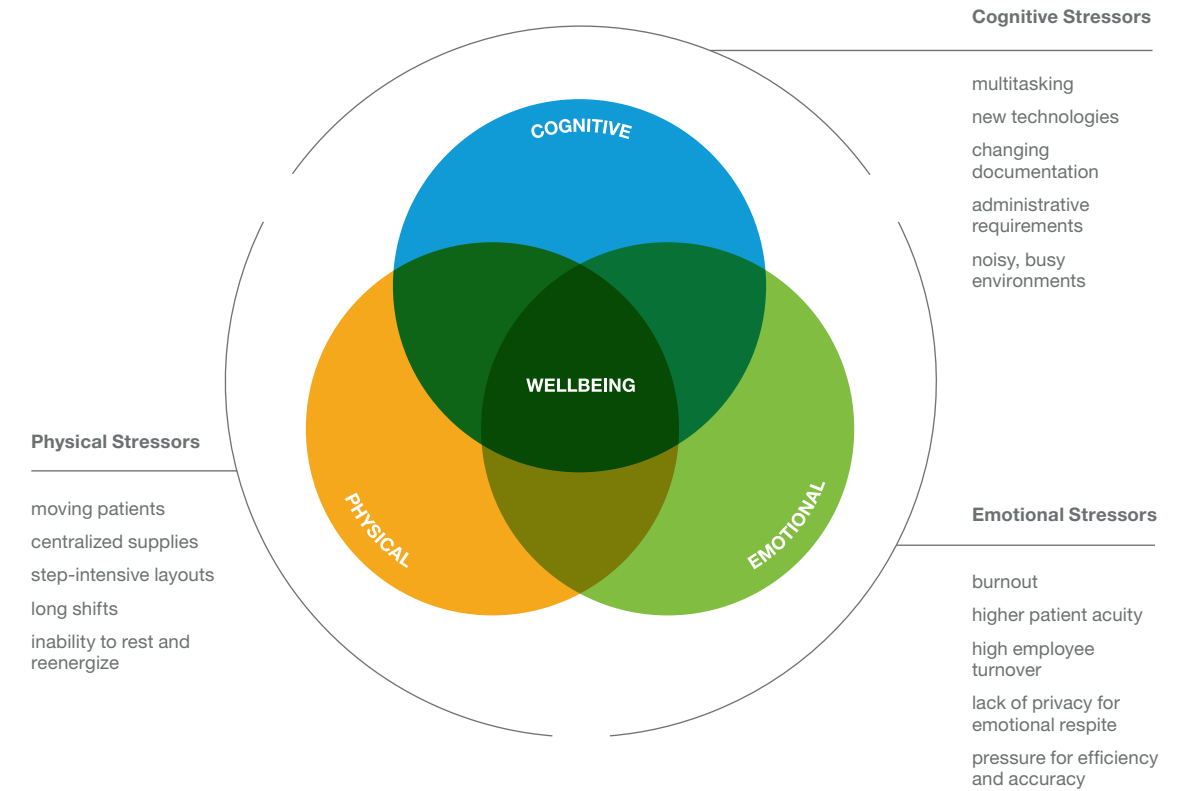 Cognitive Stressors
multitasking
new technologies
changing
documentation
administrative
requirements
noisy, busy
environments
COGNITIVE
WELLBEING
PHYSICAL
EMOTIONAL
Physical Stressors
moving patients
centralized supplies
step-intensive layouts
long shifts
inability to rest and
reenergize
Emotional Stressors
burnout
higher patient acuity
high employee
turnover
lack of privacy for
emotional respite
pressure for efficiency
and accuracy